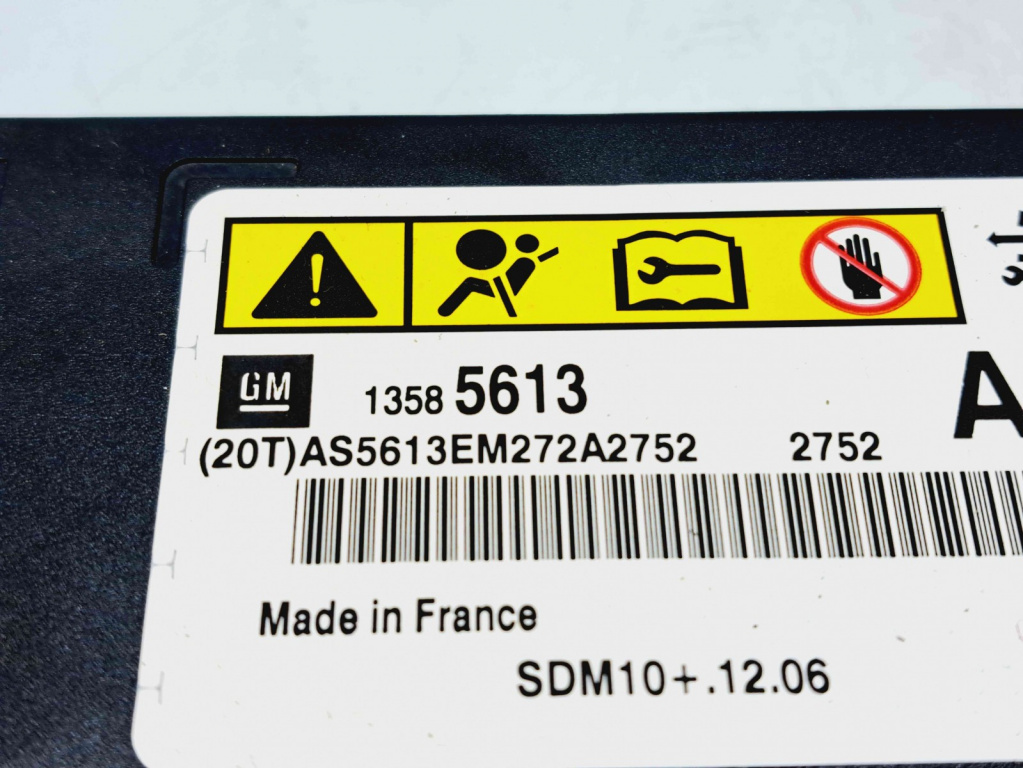 GM 1358 5613 A
(20T)AS5613EM272A2752 2752
Made in France
SDM10+.12.06